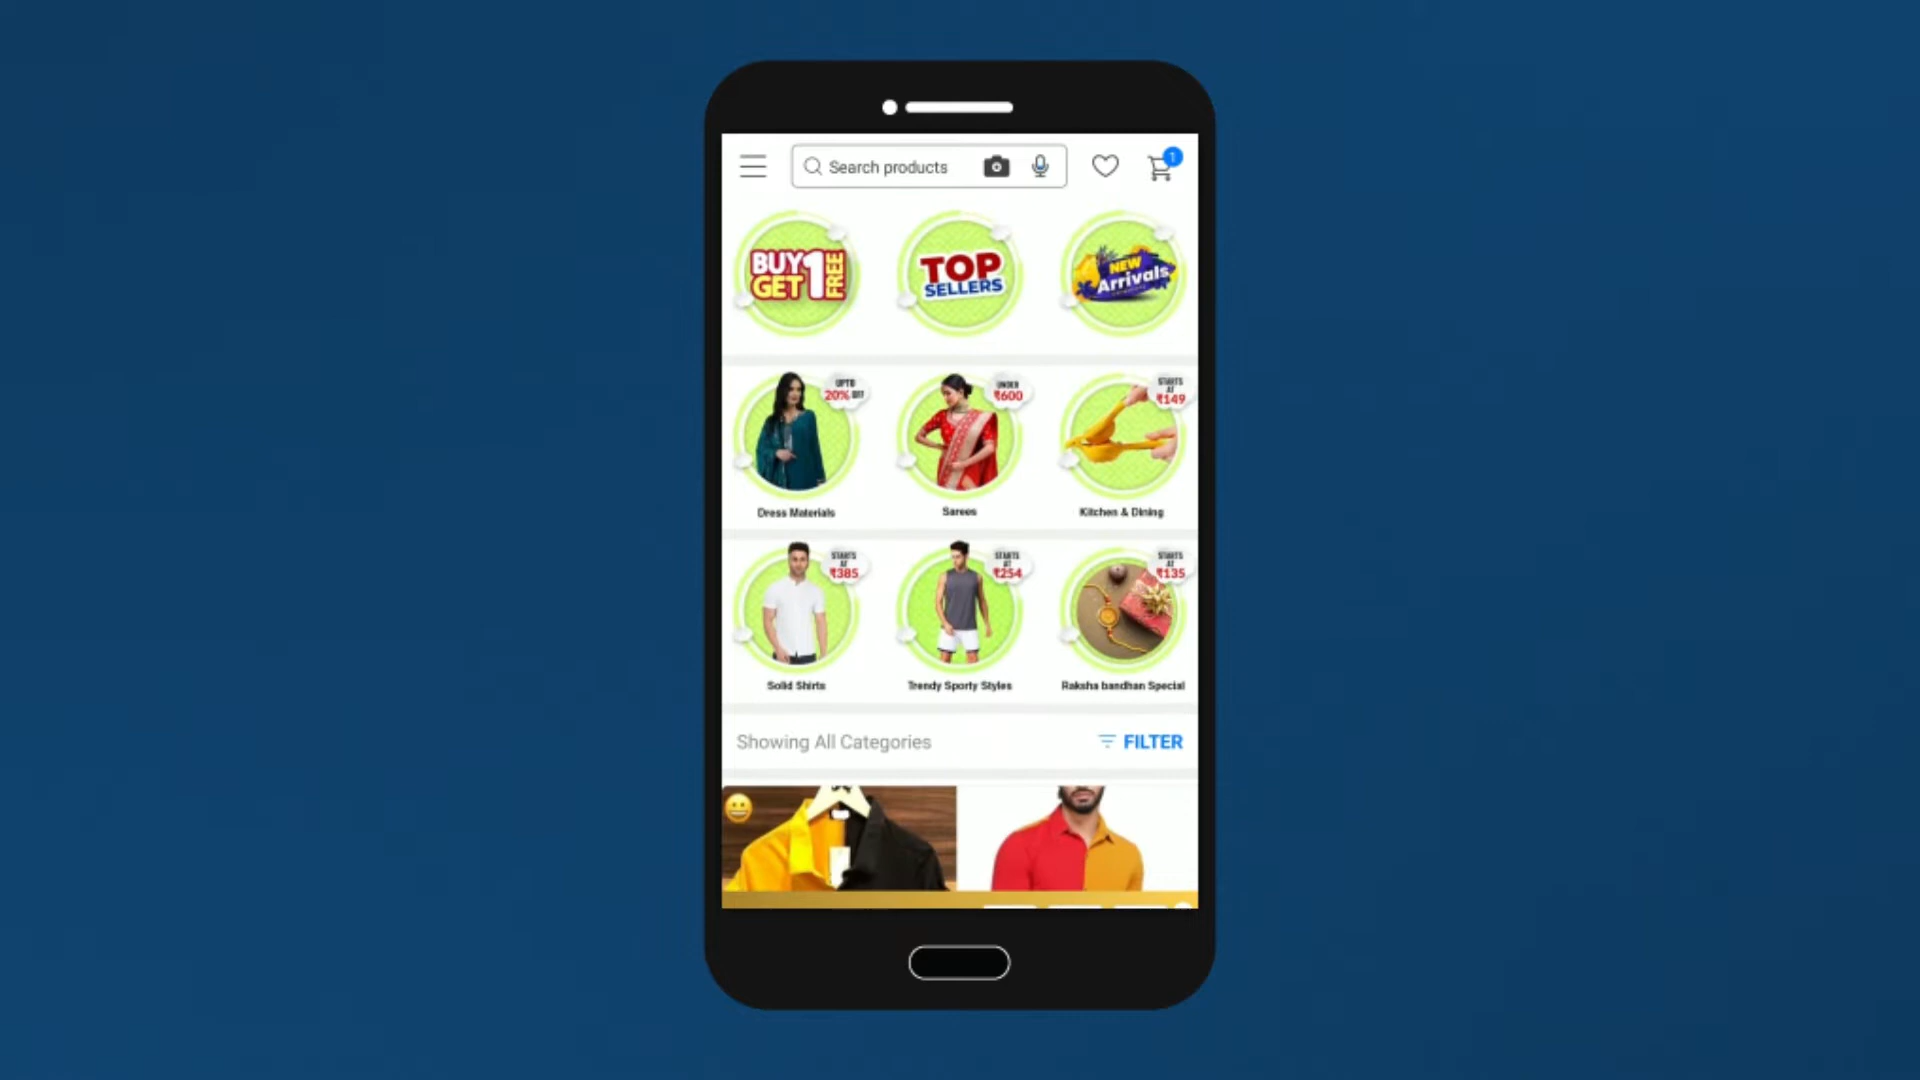 Search products
1
BUY 1 FREE
GET
TOP
SELLERS
NEW
Arrivals
UPTO
20% OFF
UNDER
₹600
STARTS
AT
₹149
Dress Materials
Sarees
Kitchen & Dining
STARTS
AT
₹385
STARTS
AT
₹254
STARTS
AT
₹135
Solid Shirts
Trendy Sporty Styles
Raksha bandhan Special
Showing All Categories
FILTER